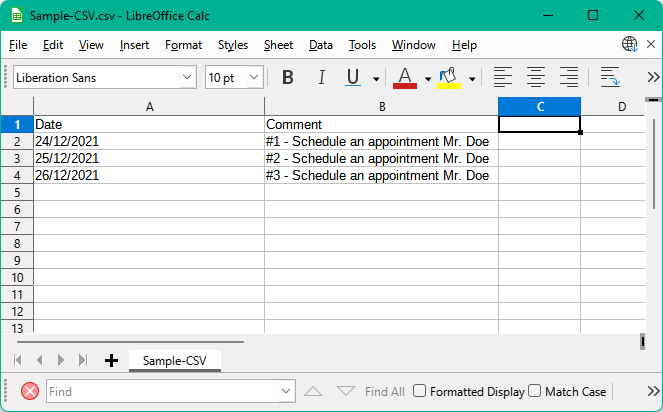 Sample-CSV.csv - LibreOffice Calc
File Edit View Insert Format Styles Sheet Data Tools Window Help
Liberation Sans 10 pt B I U A
A B C D
1 Date Comment
2 24/12/2021 #1 - Schedule an appointment Mr. Doe
3 25/12/2021 #2 - Schedule an appointment Mr. Doe
4 26/12/2021 #3 - Schedule an appointment Mr. Doe
5
6
7
8
9
10
11
12
13
Sample-CSV
Find Find All Formatted Display Match Case